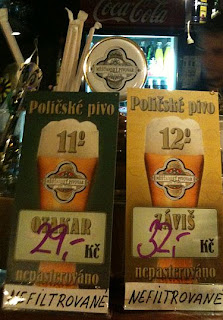 Coca-Cola
Poličské pivo
11°
OTAKAR
29,- Kč
nepasterováno
NEFILTROVANÉ
Poličské pivo
12°
ZÁVIŠ
32,- Kč
nepasterováno
NEFILTROVANÉ